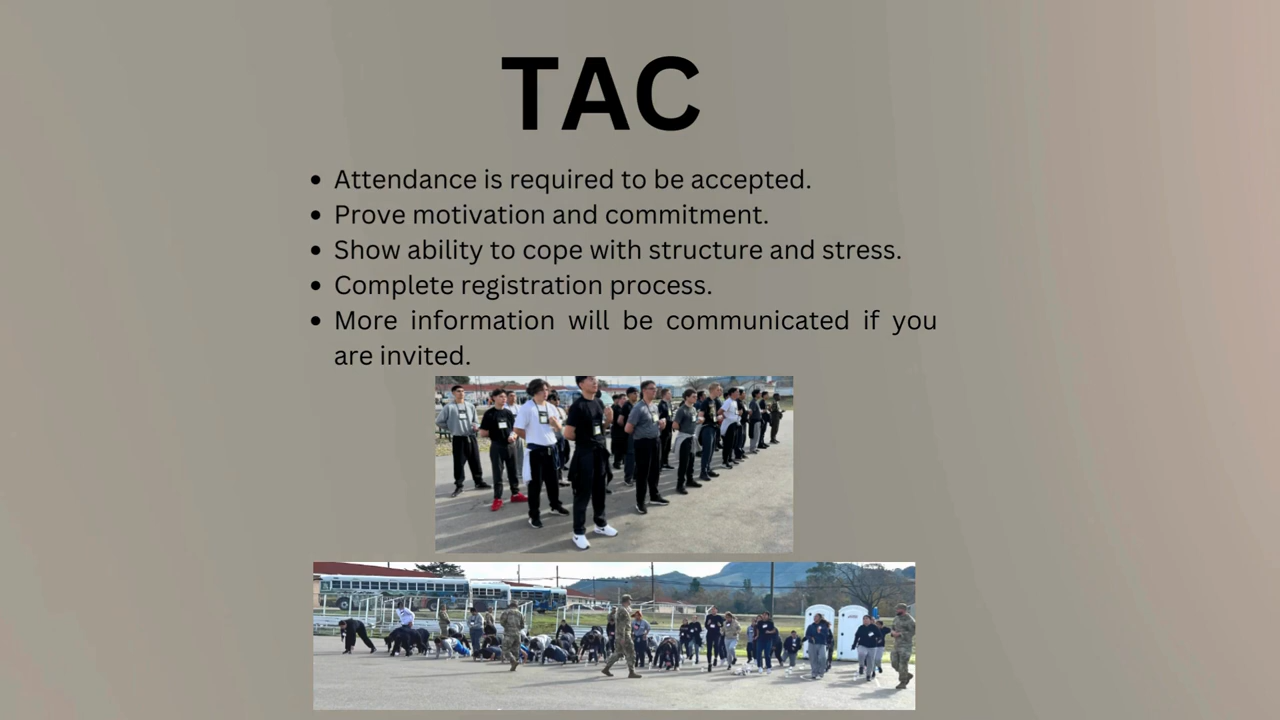 TAC
• Attendance is required to be accepted.
• Prove motivation and commitment.
• Show ability to cope with structure and stress.
• Complete registration process.
• More information will be communicated if you
are invited.